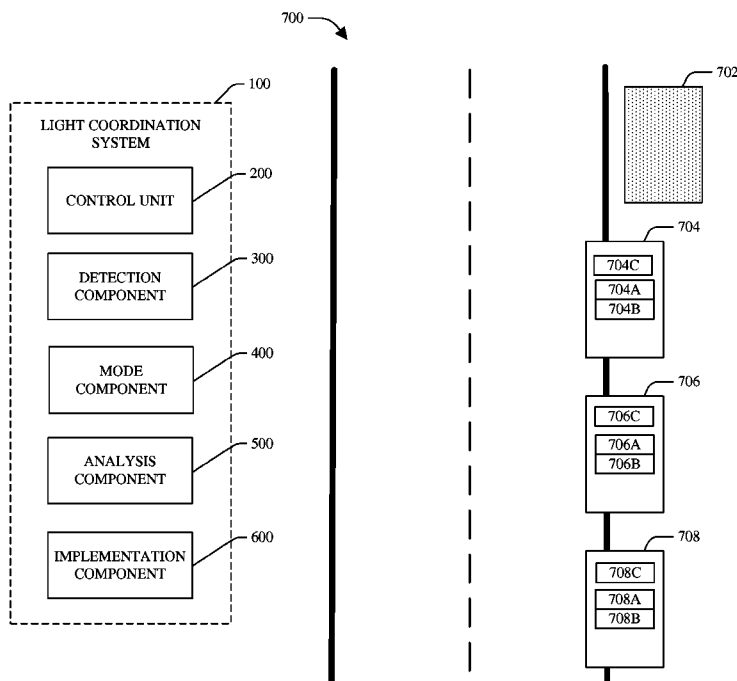 700
100
LIGHT COORDINATION
SYSTEM
200
CONTROL UNIT
300
DETECTION
COMPONENT
400
MODE
COMPONENT
500
ANALYSIS
COMPONENT
600
IMPLEMENTATION
COMPONENT
702
704
704C
704A
704B
706
706C
706A
706B
708
708C
708A
708B